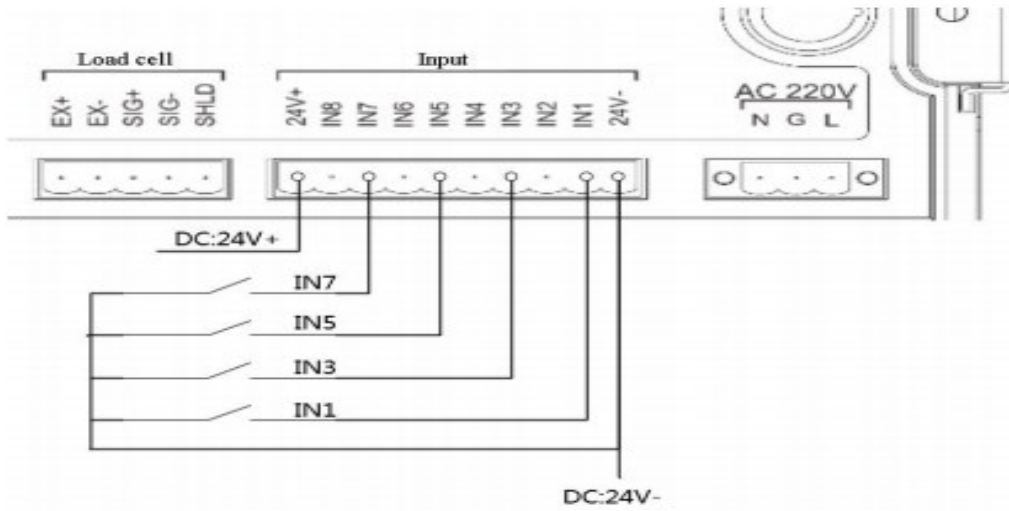 Load cell Input
EX+ EX- SIG+ SIG- SHLD 24V+ IN8 IN7 IN6 IN5 IN4 IN3 IN2 IN1 24V-
AC 220V
N G L
DC:24V+
IN7
IN5
IN3
IN1
DC:24V-